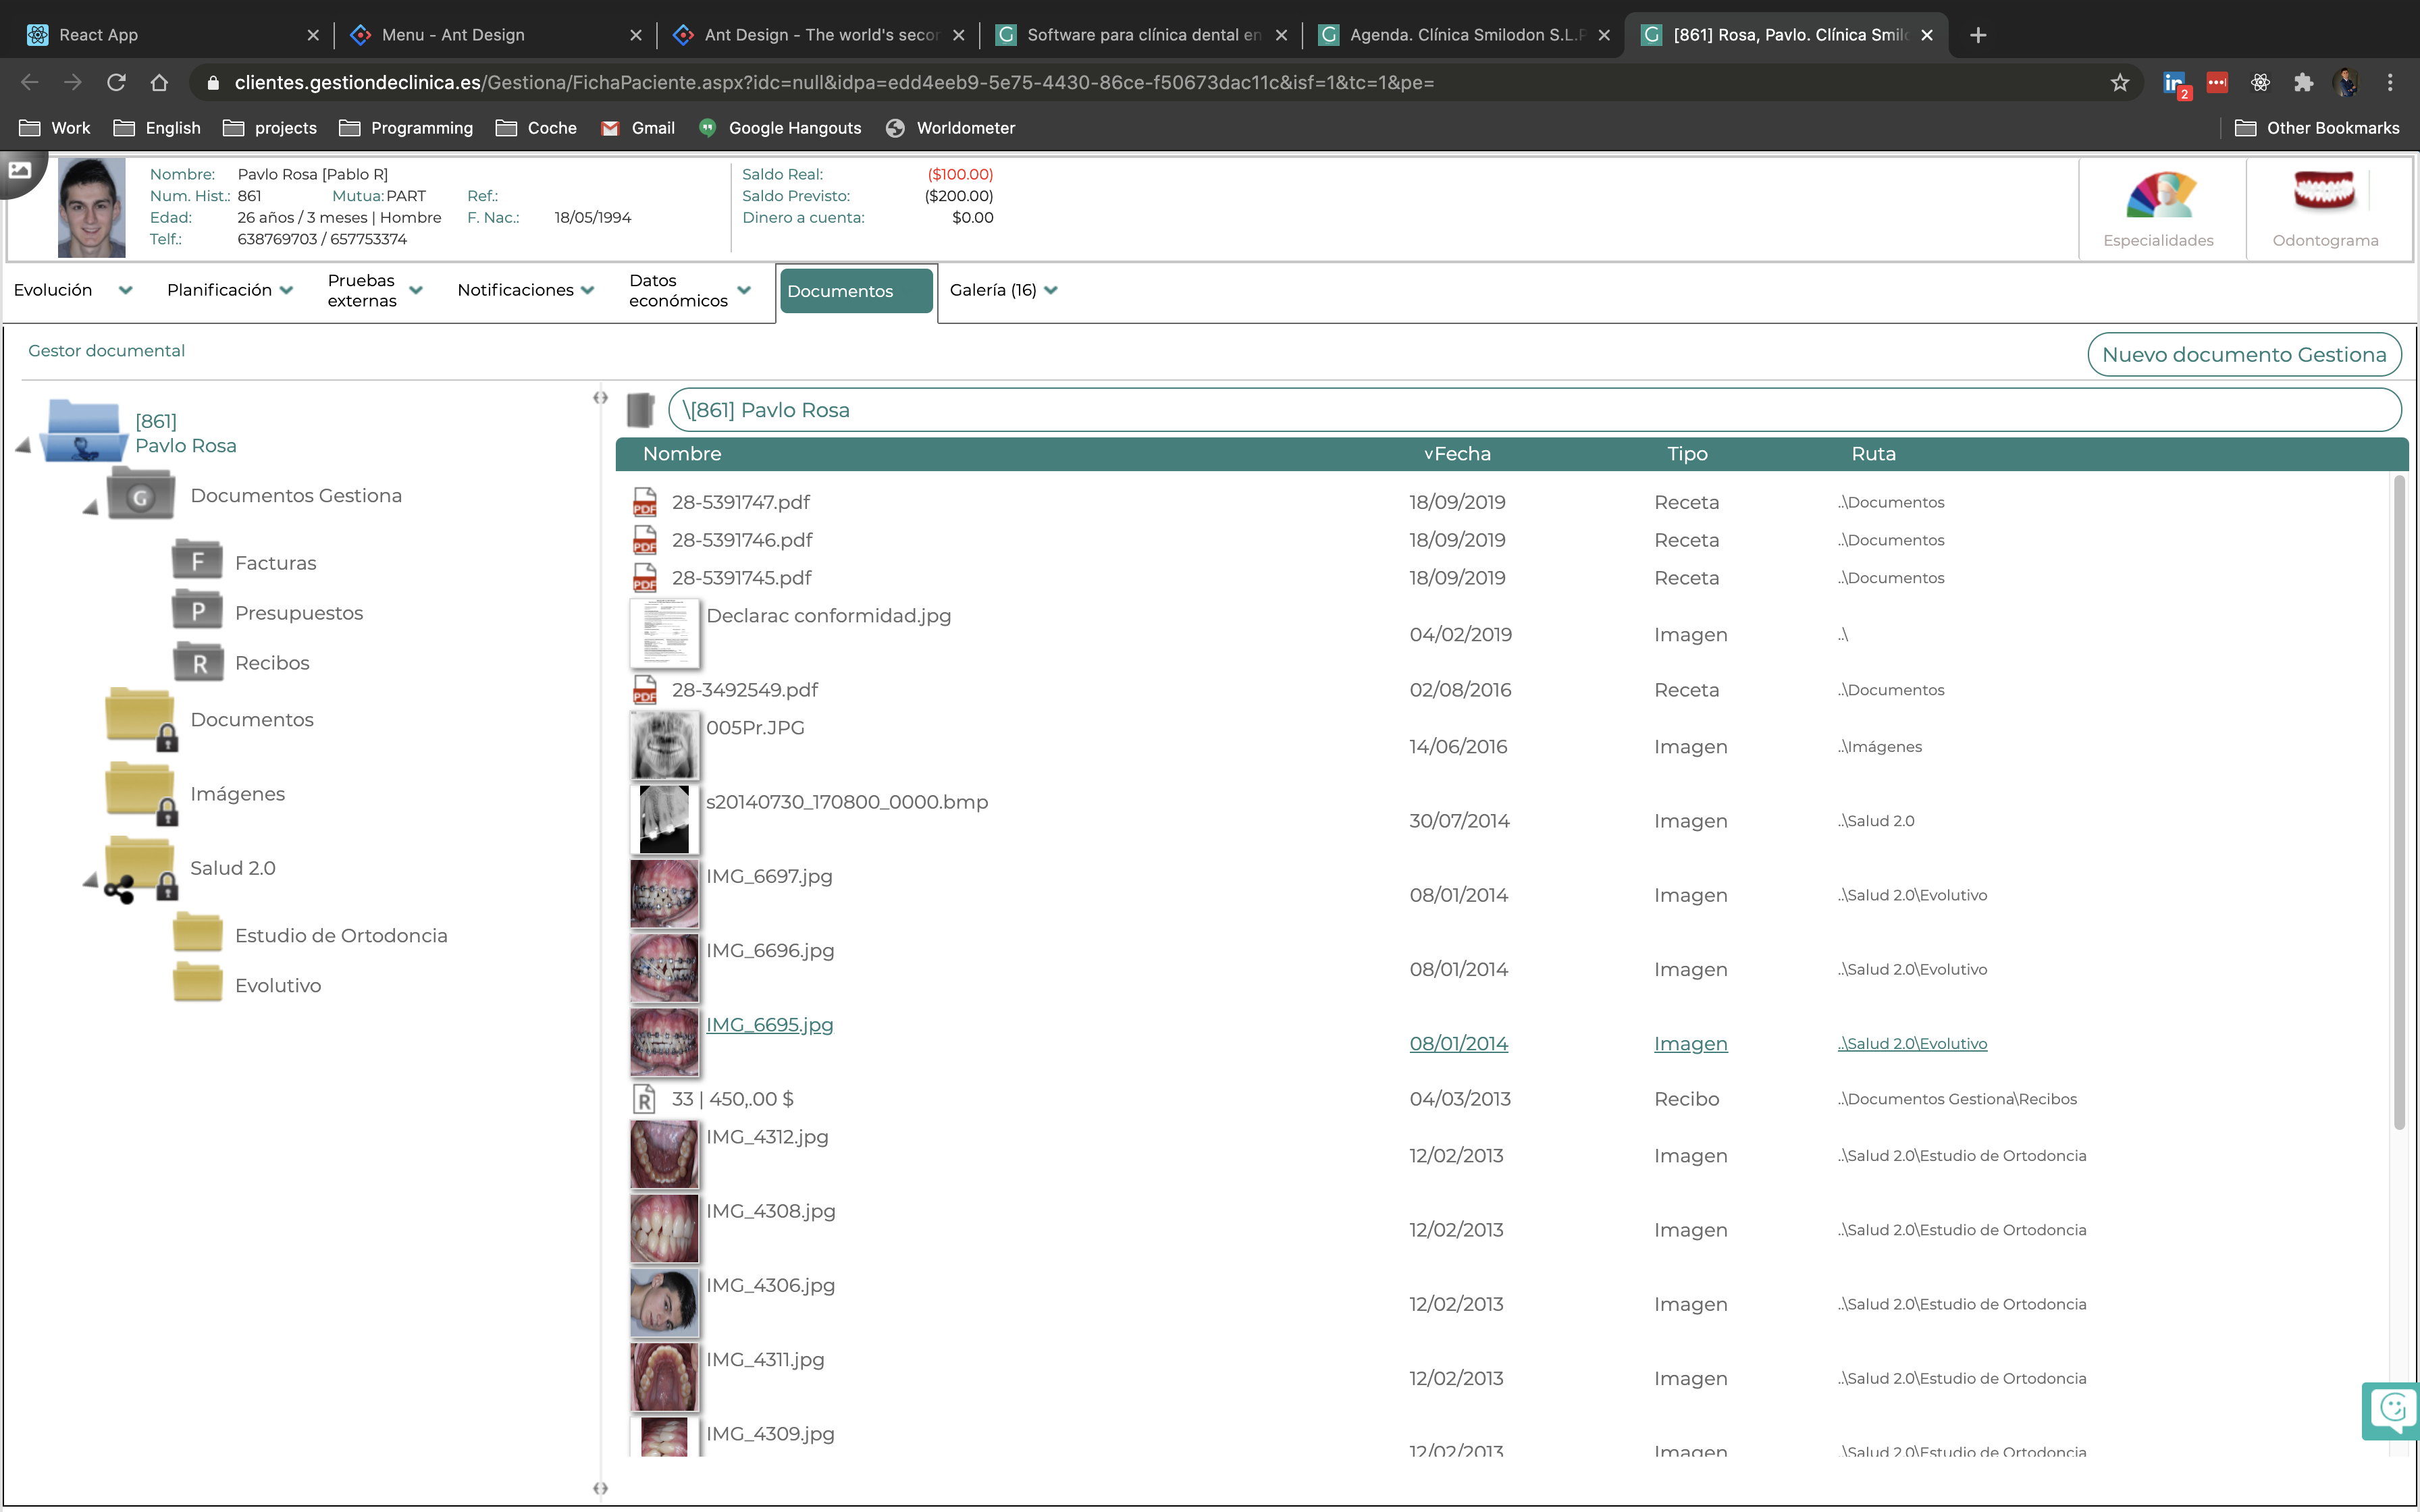 React App
Menu - Ant Design
Ant Design - The world's secon
Software para clínica dental en
Agenda. Clínica Smilodon S.L.P
[861] Rosa, Pavlo. Clínica Smilo
clientes.gestiondeclinica.es/Gestiona/FichaPaciente.aspx?idc=null&idpa=edd4eeb9-5e75-4430-86ce-f50673dac11c&isf=1&tc=1&pe=
2
Work English projects Programming Coche Gmail Google Hangouts Worldometer Other Bookmarks
Nombre: Pavlo Rosa [Pablo R]
Num. Hist.: 861 Mutua: PART Ref.:
Edad: 26 años / 3 meses | Hombre F. Nac.: 18/05/1994
Telf.: 638769703 / 657753374
Saldo Real: ($100.00)
Saldo Previsto: ($200.00)
Dinero a cuenta: $0.00
Especialidades
Odontograma
Evolución
Planificación
Pruebas externas
Notificaciones
Datos económicos
Documentos
Galería (16)
Gestor documental
Nuevo documento Gestiona
[861]
Pavlo Rosa
G Documentos Gestiona
F Facturas
P Presupuestos
R Recibos
Documentos
Imágenes
Salud 2.0
Estudio de Ortodoncia
Evolutivo
\[861] Pavlo Rosa
Nombre vFecha Tipo Ruta
PDF 28-5391747.pdf 18/09/2019 Receta ..\Documentos
PDF 28-5391746.pdf 18/09/2019 Receta ..\Documentos
PDF 28-5391745.pdf 18/09/2019 Receta ..\Documentos
Declarac conformidad.jpg 04/02/2019 Imagen ..\
PDF 28-3492549.pdf 02/08/2016 Receta ..\Documentos
005Pr.JPG 14/06/2016 Imagen ..\Imágenes
s20140730_170800_0000.bmp 30/07/2014 Imagen ..\Salud 2.0
IMG_6697.jpg 08/01/2014 Imagen ..\Salud 2.0\Evolutivo
IMG_6696.jpg 08/01/2014 Imagen ..\Salud 2.0\Evolutivo
IMG_6695.jpg 08/01/2014 Imagen ..\Salud 2.0\Evolutivo
R 33 | 450,.00 $ 04/03/2013 Recibo ..\Documentos Gestiona\Recibos
IMG_4312.jpg 12/02/2013 Imagen ..\Salud 2.0\Estudio de Ortodoncia
IMG_4308.jpg 12/02/2013 Imagen ..\Salud 2.0\Estudio de Ortodoncia
IMG_4306.jpg 12/02/2013 Imagen ..\Salud 2.0\Estudio de Ortodoncia
IMG_4311.jpg 12/02/2013 Imagen ..\Salud 2.0\Estudio de Ortodoncia
IMG_4309.jpg 12/02/2013 Imagen ..\Salud 2.0\Estudio de Ortodoncia